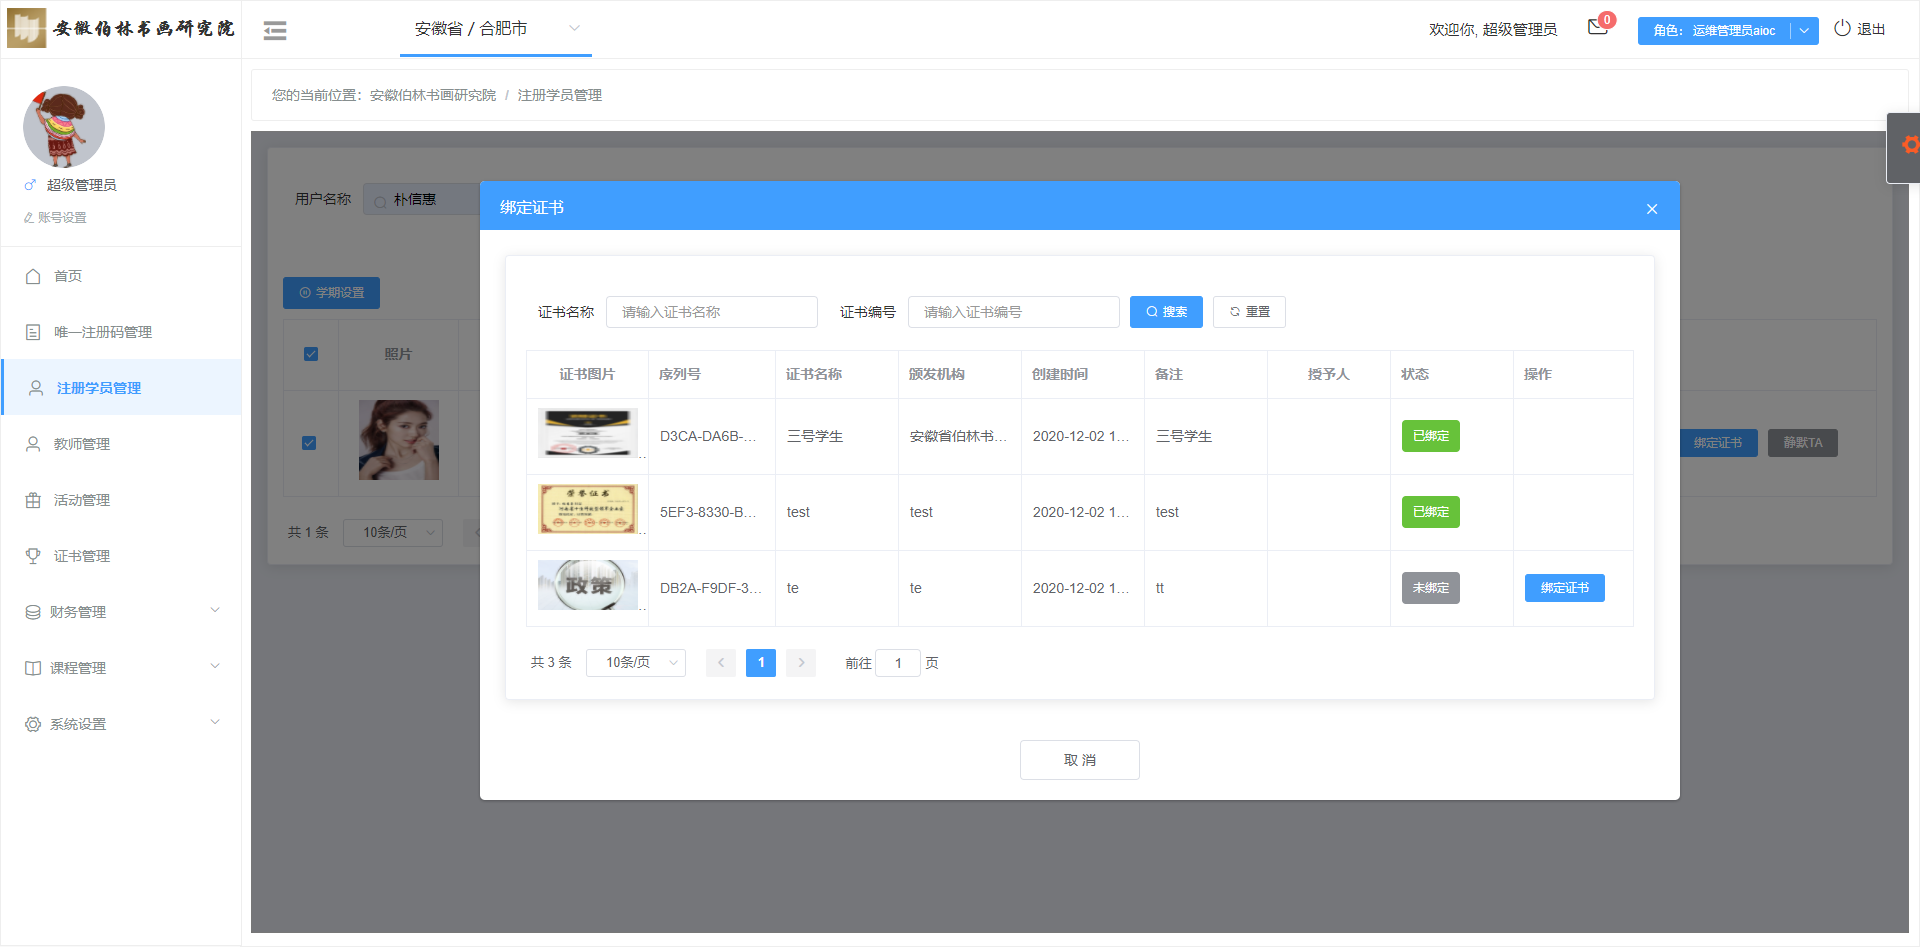 安徽伯林书画研究院
安徽省 / 合肥市
欢迎你, 超级管理员
0
角色： 运维管理员aioc
退出
超级管理员
账号设置
首页
唯一注册码管理
注册学员管理
教师管理
活动管理
证书管理
财务管理
课程管理
系统设置
您的当前位置： 安徽伯林书画研究院 / 注册学员管理
用户名称 朴信惠
学期设置
照片
绑定证书 静默TA
共 1 条 10条/页
绑定证书
证书名称 请输入证书名称 证书编号 请输入证书编号 搜索 重置
证书图片 序列号 证书名称 颁发机构 创建时间 备注 授予人 状态 操作
D3CA-DA6B-... 三号学生 安徽省伯林书... 2020-12-02 1... 三号学生 已绑定
荣誉证书
5EF3-8330-B... test test 2020-12-02 1... test 已绑定
政策
DB2A-F9DF-3... te te 2020-12-02 1... tt 未绑定 绑定证书
共 3 条 10条/页 1 前往 1 页
取 消